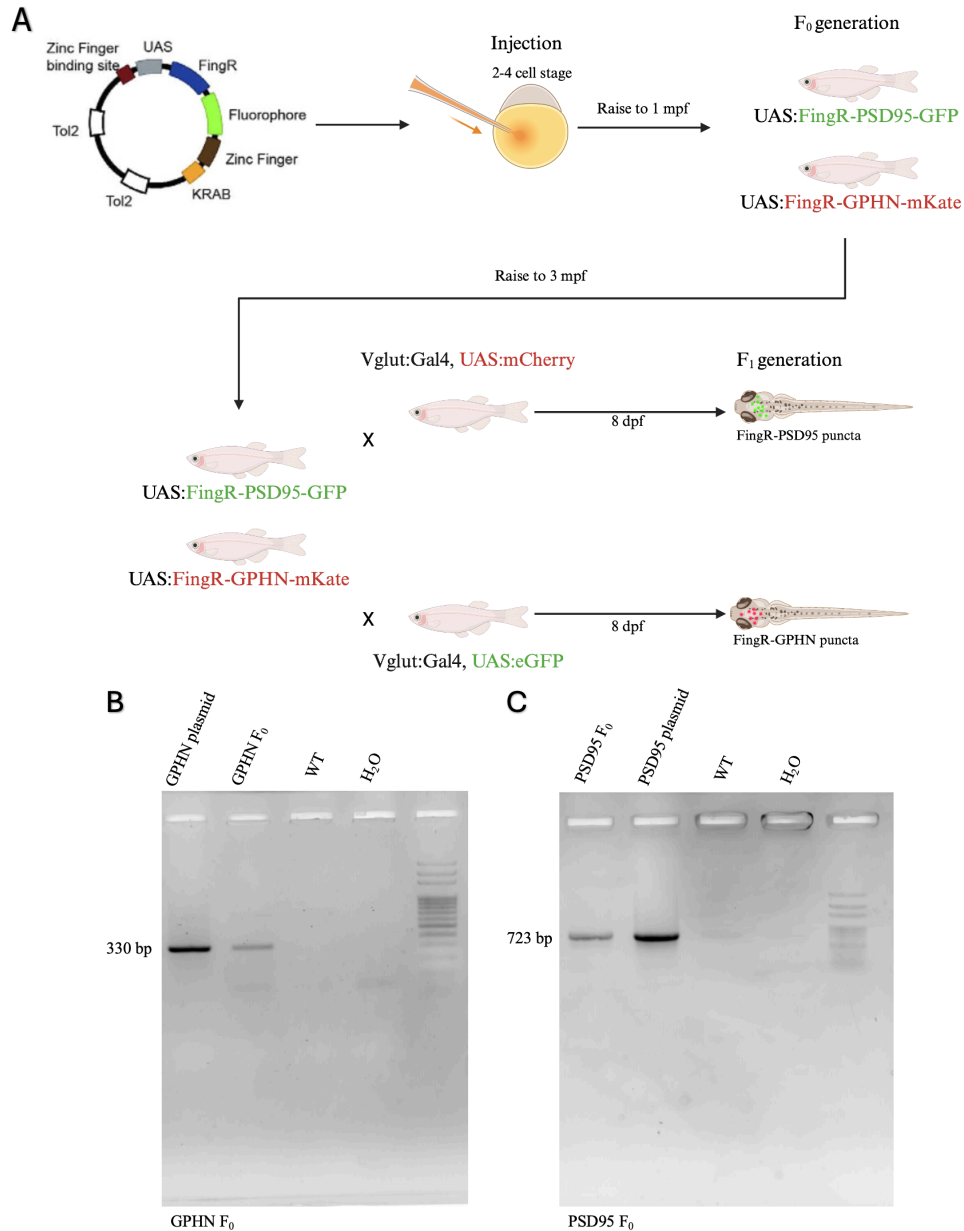 A
Zinc Finger
binding site
UAS
FingR
Fluorophore
Zinc Finger
KRAB
Tol2
Tol2
Injection
2-4 cell stage
Raise to 1 mpf
F₀ generation
UAS:FingR-PSD95-GFP
UAS:FingR-GPHN-mKate
Raise to 3 mpf
Vglut:Gal4, UAS:mCherry
F₁ generation
X
8 dpf
FingR-PSD95 puncta
UAS:FingR-PSD95-GFP
UAS:FingR-GPHN-mKate
X
8 dpf
FingR-GPHN puncta
Vglut:Gal4, UAS:eGFP
B
GPHN plasmid
GPHN F₀
WT
H₂O
330 bp
GPHN F₀
C
PSD95 F₀
PSD95 plasmid
WT
H₂O
723 bp
PSD95 F₀